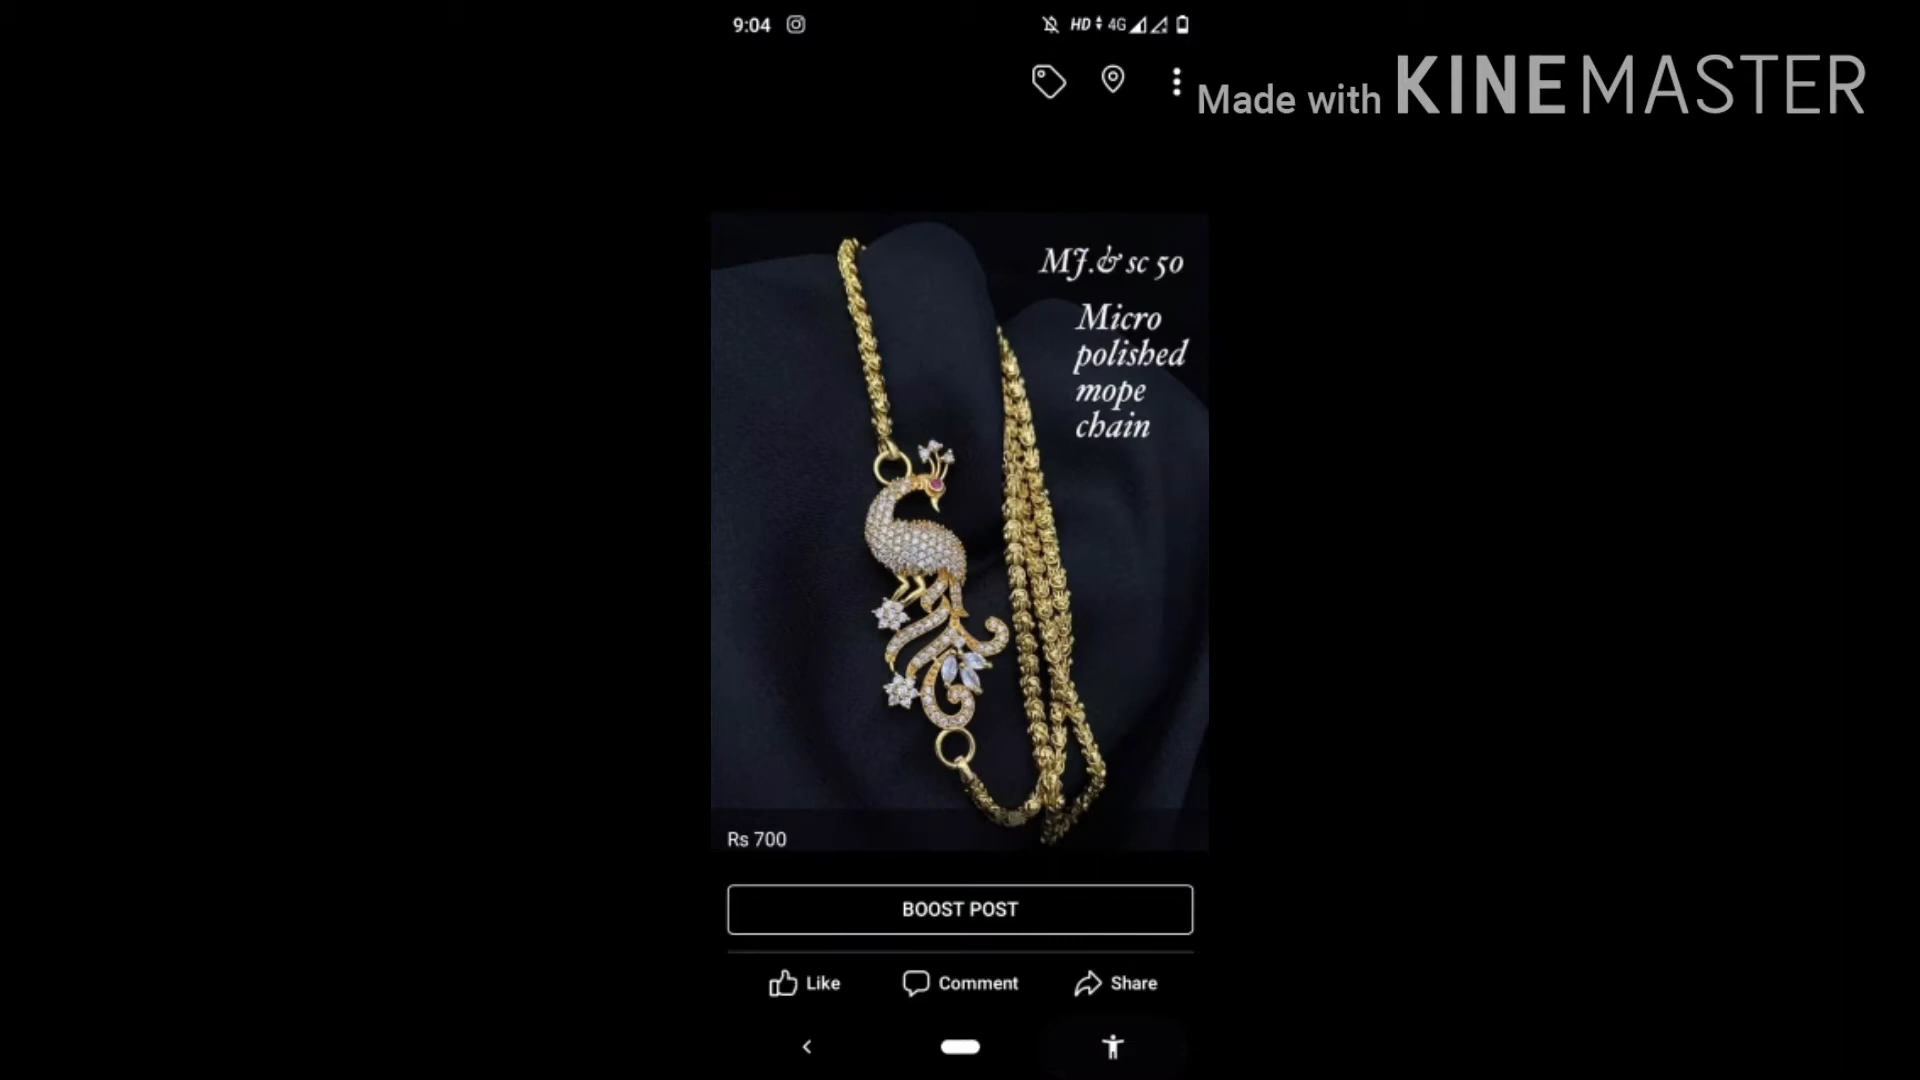 9:04
HD 4G
Made with KINEMASTER
MJ.& sc 50
Micro
polished
mope
chain
Rs 700
BOOST POST
Like Comment Share